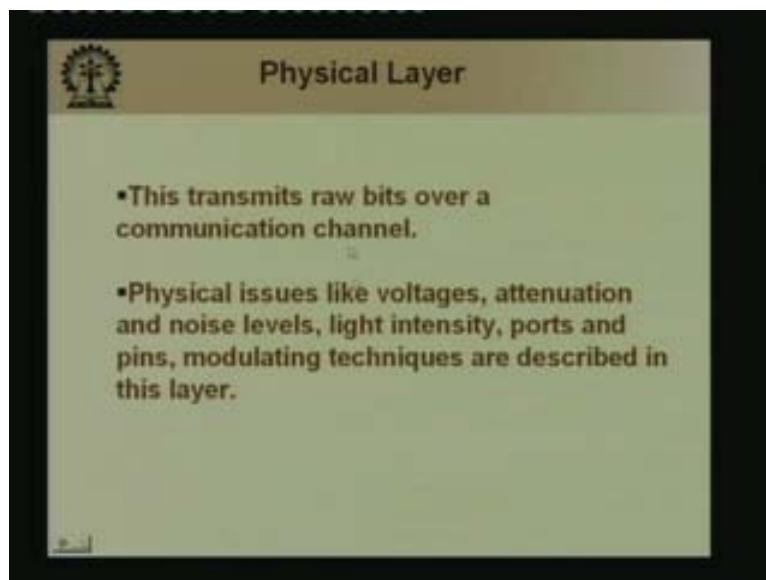 Physical Layer
▪This transmits raw bits over a
communication channel.
▪Physical issues like voltages, attenuation
and noise levels, light intensity, ports and
pins, modulating techniques are described in
this layer.